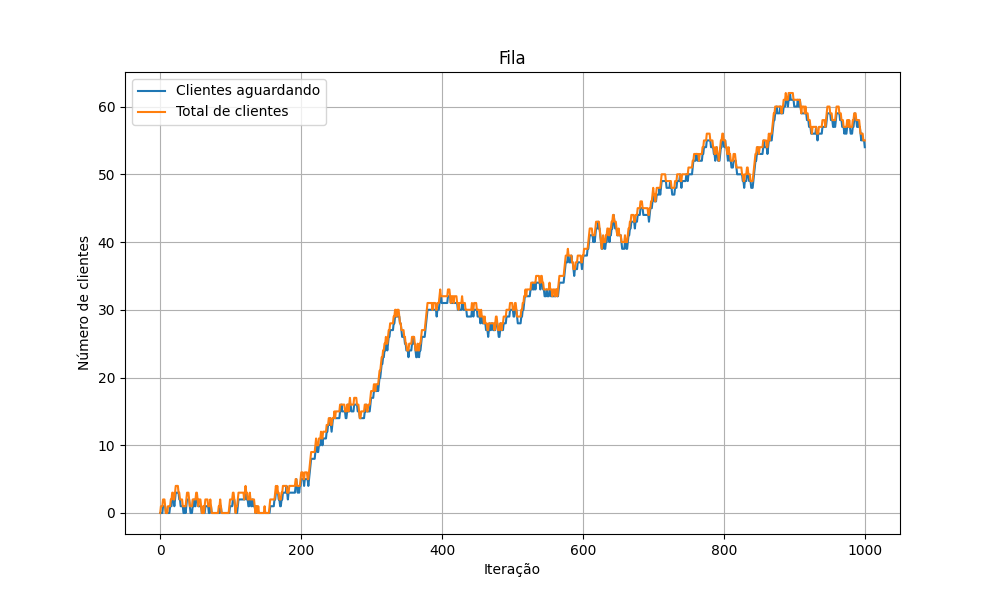 Fila
Clientes aguardando
Total de clientes
Número de clientes
60
50
40
30
20
10
0
0 200 400 600 800 1000
Iteração